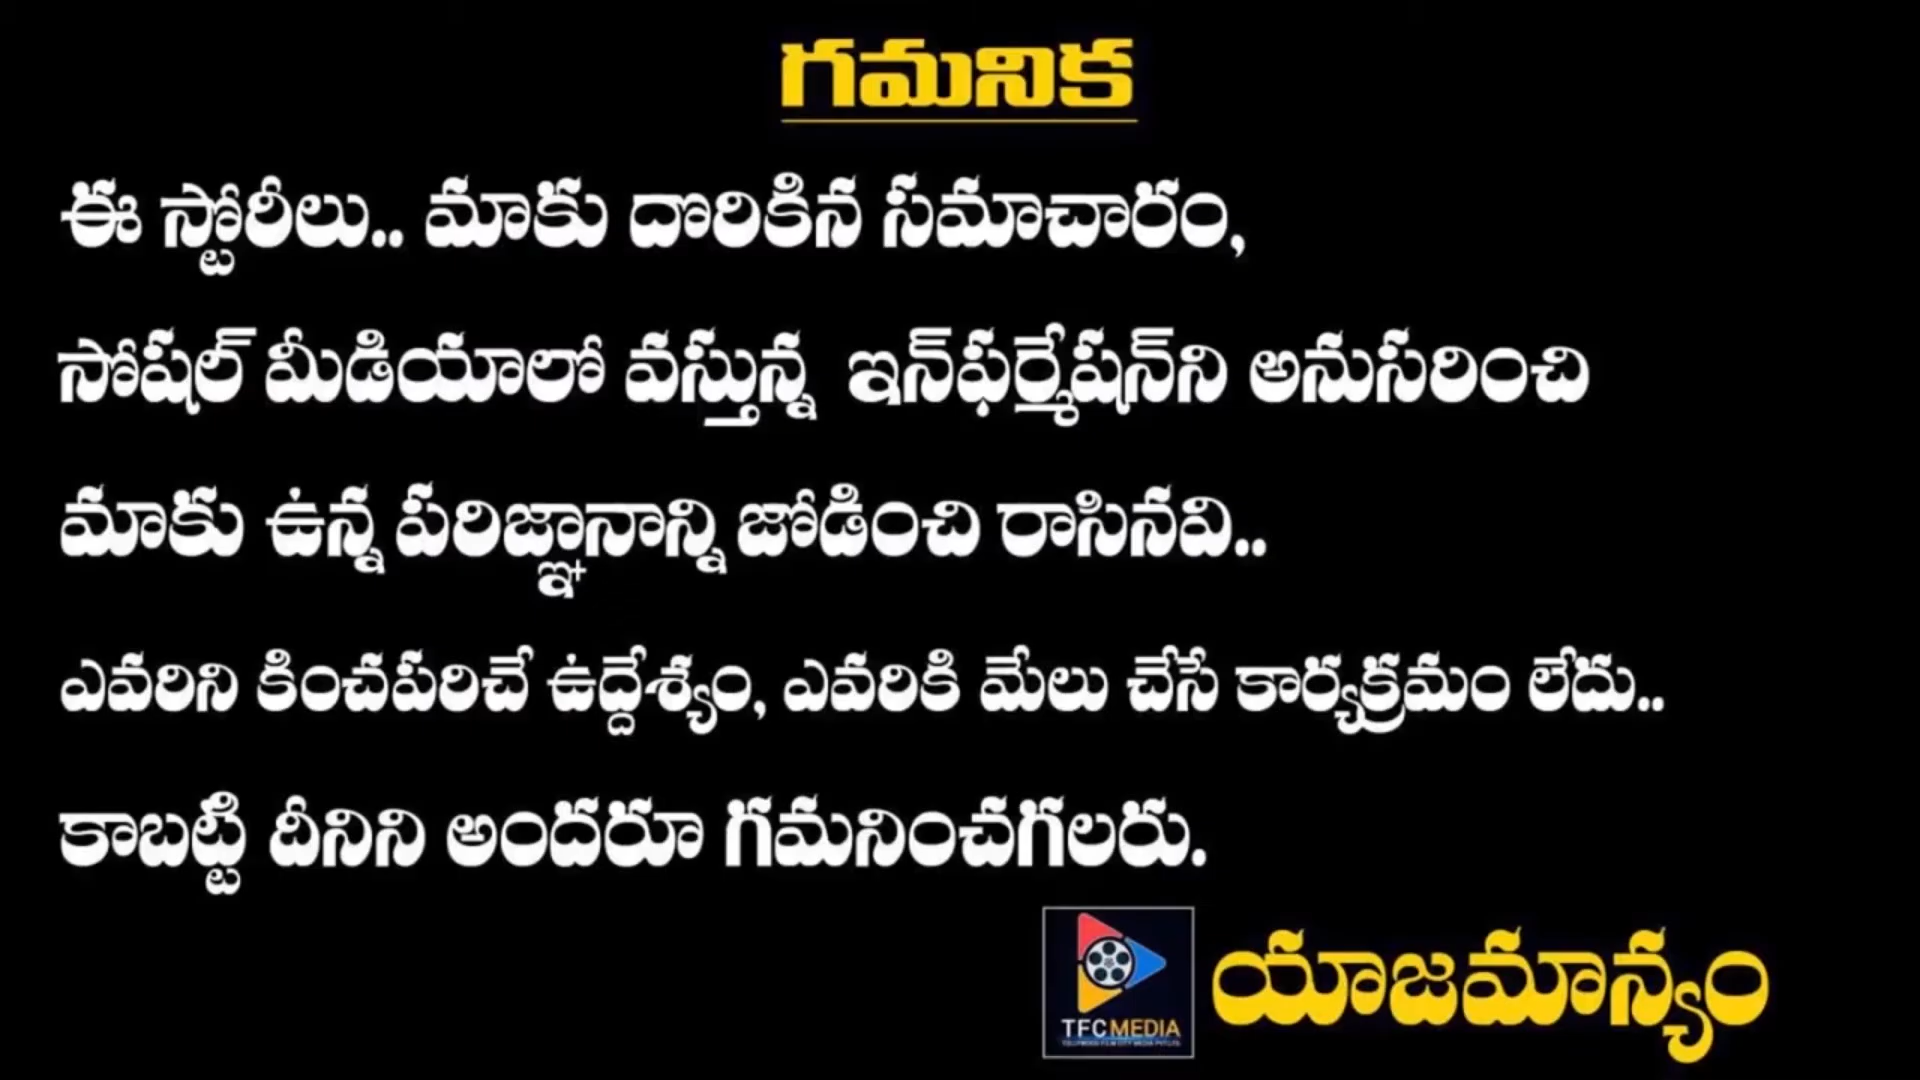 గమనిక
ఈ స్టోరీలు.. మాకు దొరికిన సమాచారం,
సోషల్ మీడియాలో వస్తున్న ఇన్‌ఫర్మేషన్‌ని అనుసరించి
మాకు ఉన్న పరిజ్ఞానాన్ని జోడించి రాసినవి..
ఎవరిని కించపరిచే ఉద్దేశ్యం, ఎవరికి మేలు చేసే కార్యక్రమం లేదు..
కాబట్టి దీనిని అందరూ గమనించగలరు.
యాజమాన్యం
TFC MEDIA